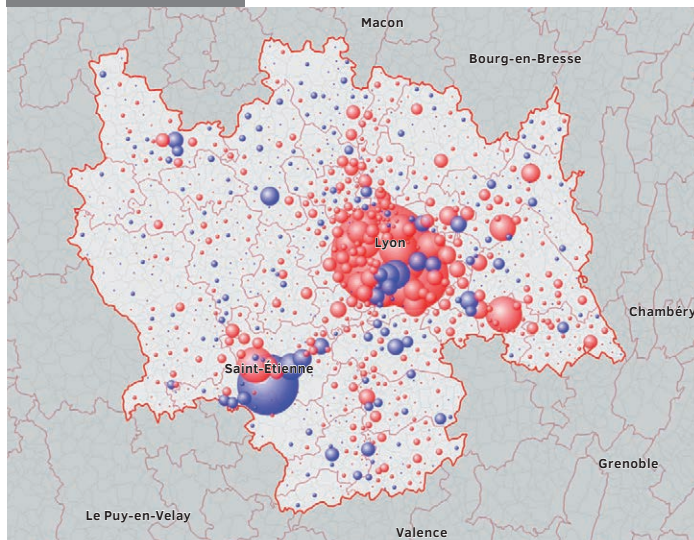 Macon
Bourg-en-Bresse
Lyon
Chambéry
Saint-Étienne
Grenoble
Le Puy-en-Velay
Valence